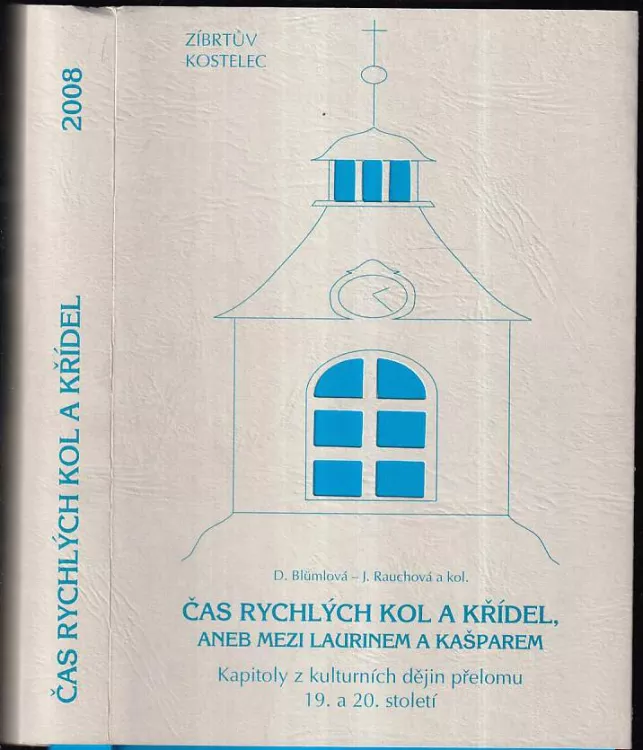 ZÍBRTŮV
KOSTELEC
D. Blümlová – J. Rauchová a kol.
ČAS RYCHLÝCH KOL A KŘÍDEL,
ANEB MEZI LAURINEM A KAŠPAREM
Kapitoly z kulturních dějin přelomu
19. a 20. století
ČAS RYCHLÝCH KOL A KŘÍDEL
2008